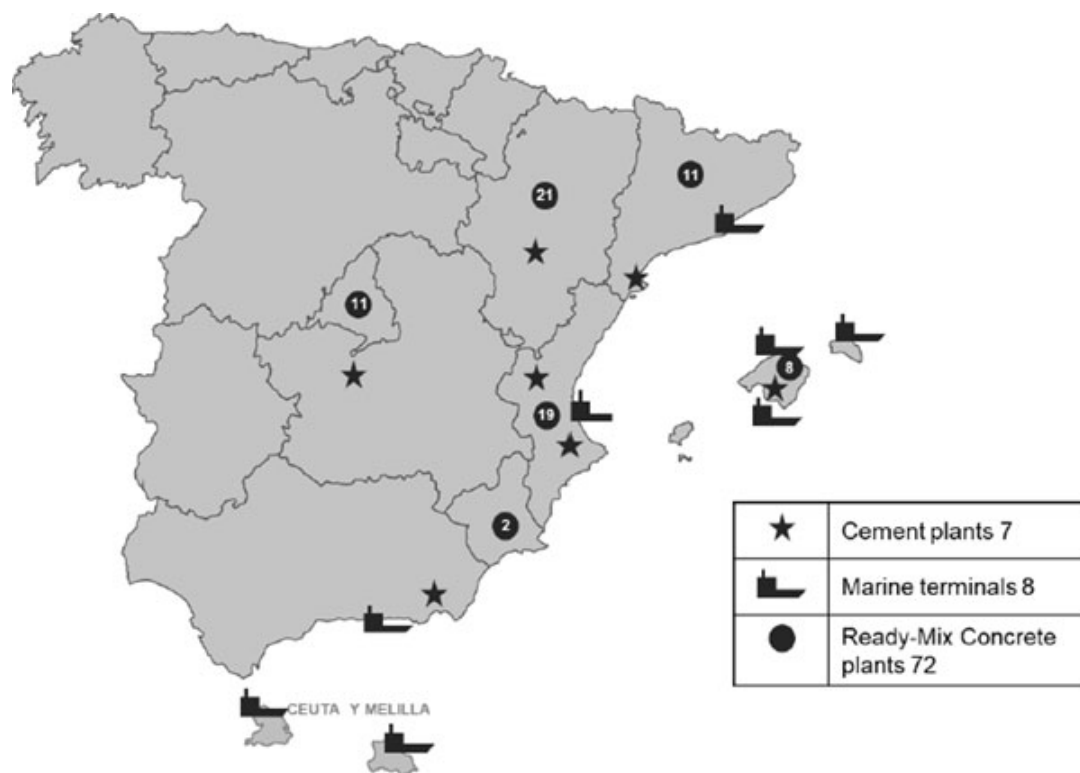 21
11
11
8
19
2
CEUTA Y MELILLA
Cement plants 7
Marine terminals 8
Ready-Mix Concrete
plants 72